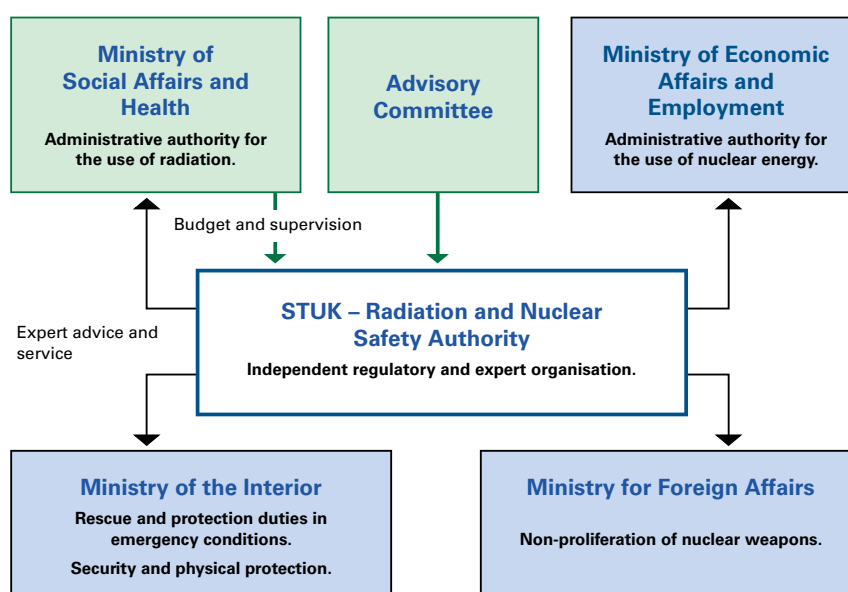 Ministry of
Social Affairs and
Health
Administrative authority for
the use of radiation.
Advisory
Committee
Ministry of Economic
Affairs and
Employment
Administrative authority for
the use of nuclear energy.
Budget and supervision
STUK – Radiation and Nuclear
Safety Authority
Independent regulatory and expert organisation.
Expert advice and
service
Ministry of the Interior
Rescue and protection duties in
emergency conditions.
Security and physical protection.
Ministry for Foreign Affairs
Non-proliferation of nuclear weapons.